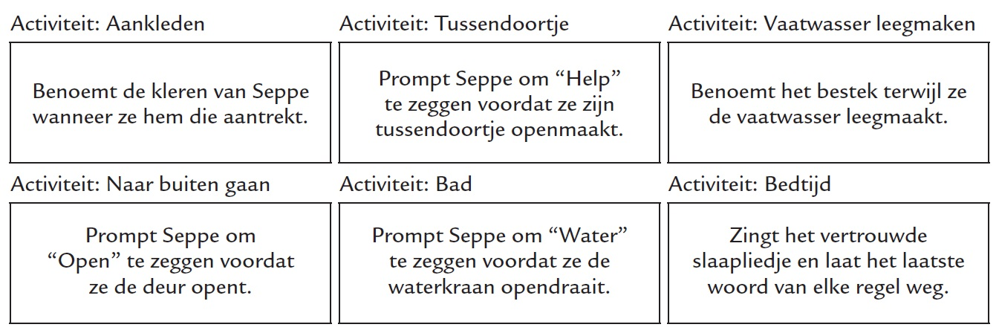 Activiteit: Aankleden
Benoemt de kleren van Seppe
wanneer ze hem die aantrekt.
Activiteit: Tussendoortje
Prompt Seppe om “Help”
te zeggen voordat ze zijn
tussendoortje openmaakt.
Activiteit: Vaatwasser leegmaken
Benoemt het bestek terwijl ze
de vaatwasser leegmaakt.
Activiteit: Naar buiten gaan
Prompt Seppe om
“Open” te zeggen voordat
ze de deur opent.
Activiteit: Bad
Prompt Seppe om “Water”
te zeggen voordat ze de
waterkraan opendraait.
Activiteit: Bedtijd
Zingt het vertrouwde
slaapliedje en laat het laatste
woord van elke regel weg.